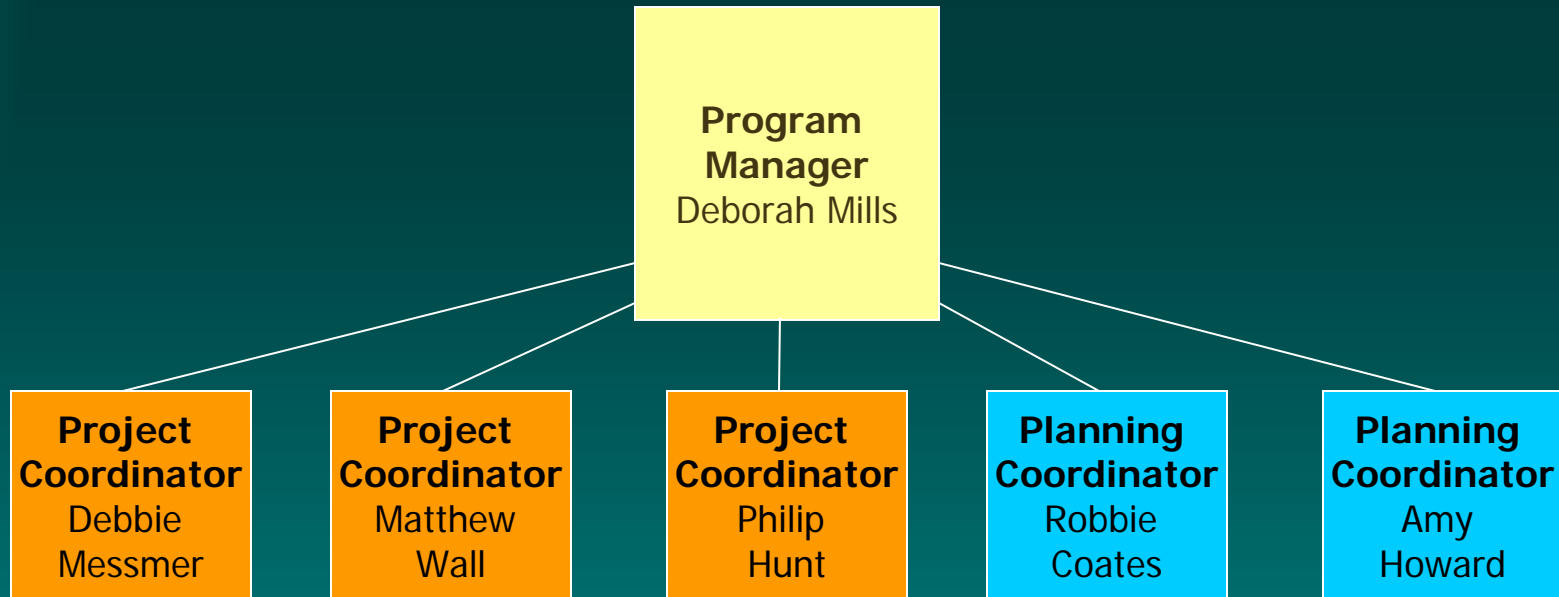 Program
Manager
Deborah Mills
Project
Coordinator
Debbie
Messmer
Project
Coordinator
Matthew
Wall
Project
Coordinator
Philip
Hunt
Planning
Coordinator
Robbie
Coates
Planning
Coordinator
Amy
Howard